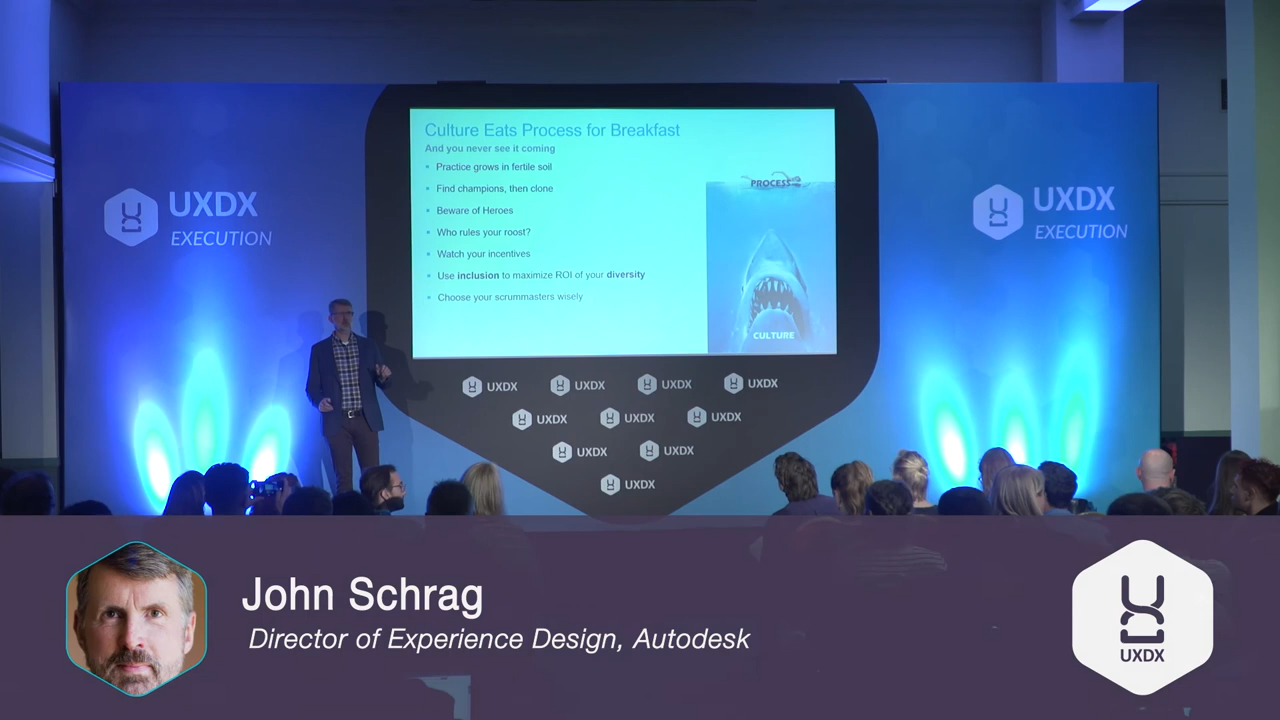 Culture Eats Process for Breakfast
And you never see it coming
Practice grows in fertile soil
Find champions, then clone
Beware of Heroes
Who rules your roost?
Watch your incentives
Use inclusion to maximize ROI of your diversity
Choose your scrummasters wisely
PROCESS
CULTURE
UXDX
EXECUTION
UXDX
EXECUTION
UXDX UXDX UXDX UXDX
UXDX UXDX UXDX
UXDX UXDX
UXDX
John Schrag
Director of Experience Design, Autodesk
UXDX